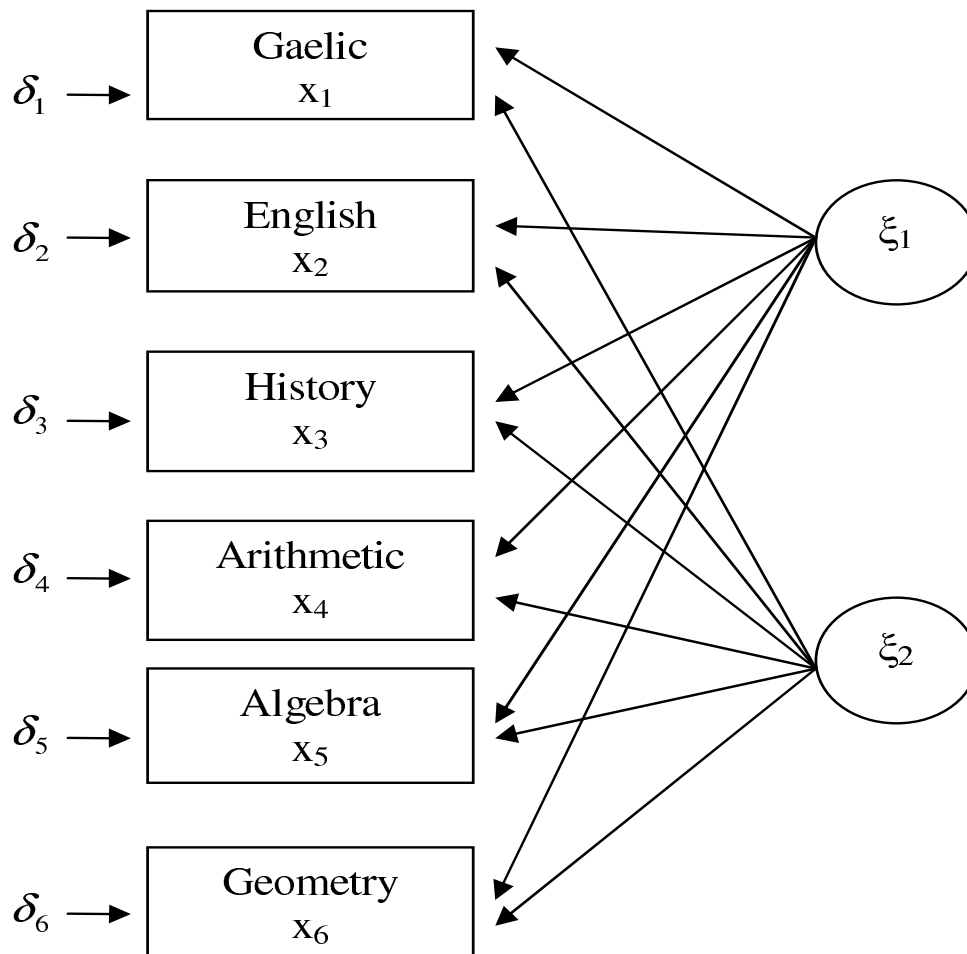 Gaelic
δ₁
x₁
English
ξ₁
δ₂
x₂
History
δ₃
x₃
Arithmetic
δ₄
x₄
ξ₂
Algebra
δ₅
x₅
Geometry
δ₆
x₆